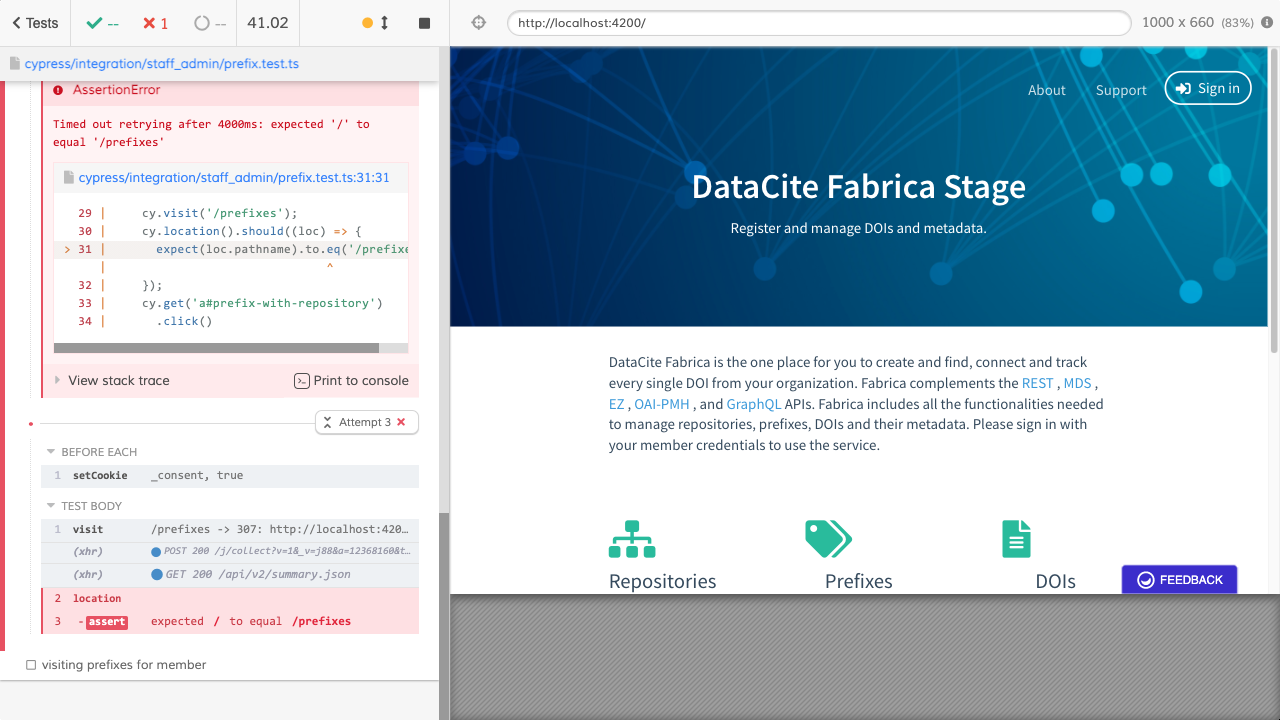 Tests
--
1
--
41.02
http://localhost:4200/
1000 x 660 (83%)
cypress/integration/staff_admin/prefix.test.ts
AssertionError
Timed out retrying after 4000ms: expected '/' to
equal '/prefixes'
cypress/integration/staff_admin/prefix.test.ts:31:31
29 | cy.visit('/prefixes');
30 | cy.location().should((loc) => {
> 31 | expect(loc.pathname).to.eq('/prefixe
| ^
32 | });
33 | cy.get('a#prefix-with-repository')
34 | .click()
View stack trace
Print to console
Attempt 3
BEFORE EACH
1 setCookie _consent, true
TEST BODY
1 visit /prefixes -> 307: http://localhost:420...
(xhr) POST 200 /j/collect?v=1&_v=j88&a=12368160&t...
(xhr) GET 200 /api/v2/summary.json
2 location
3 - assert expected / to equal /prefixes
visiting prefixes for member
About
Support
Sign in
DataCite Fabrica Stage
Register and manage DOIs and metadata.
DataCite Fabrica is the one place for you to create and find, connect and track
every single DOI from your organization. Fabrica complements the REST , MDS ,
EZ , OAI-PMH , and GraphQL APIs. Fabrica includes all the functionalities needed
to manage repositories, prefixes, DOIs and their metadata. Please sign in with
your member credentials to use the service.
Repositories
Prefixes
DOIs
FEEDBACK